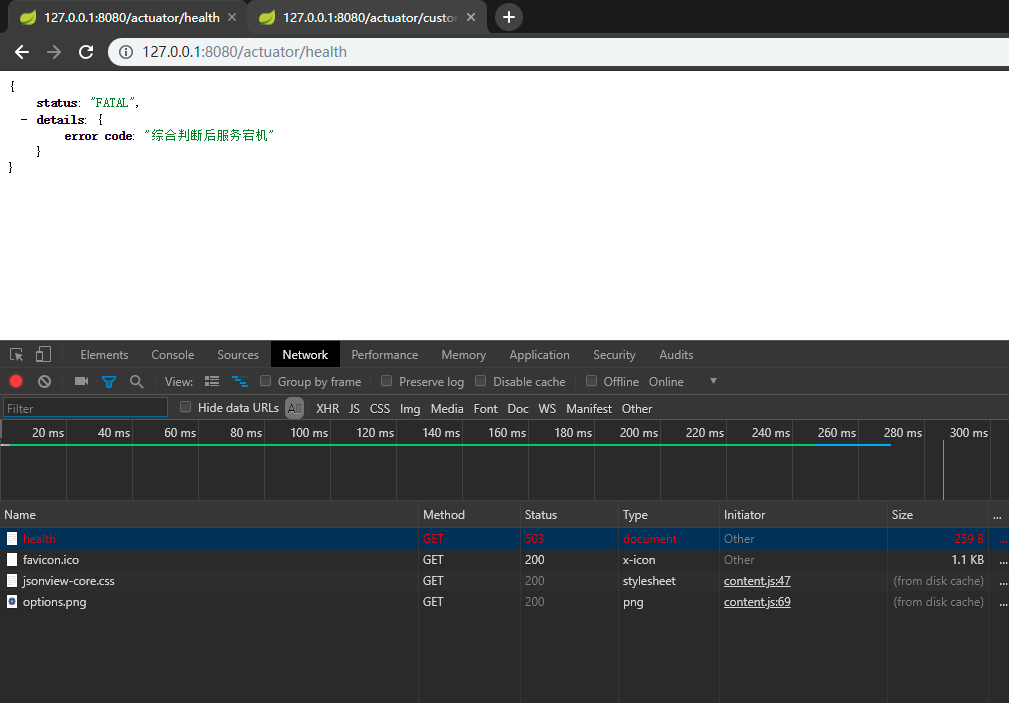 127.0.0.1:8080/actuator/health
127.0.0.1:8080/actuator/custo
127.0.0.1:8080/actuator/health
{
status: "FATAL",
- details: {
error code: "综合判断后服务宕机"
}
}
Elements Console Sources Network Performance Memory Application Security Audits
View: Group by frame Preserve log Disable cache Offline Online
Filter Hide data URLs All XHR JS CSS Img Media Font Doc WS Manifest Other
20 ms 40 ms 60 ms 80 ms 100 ms 120 ms 140 ms 160 ms 180 ms 200 ms 220 ms 240 ms 260 ms 280 ms 300 ms
Name Method Status Type Initiator Size ...
health GET 503 document Other 259 B ...
favicon.ico GET 200 x-icon Other 1.1 KB ...
jsonview-core.css GET 200 stylesheet content.js:47 (from disk cache) ...
options.png GET 200 png content.js:69 (from disk cache) ...